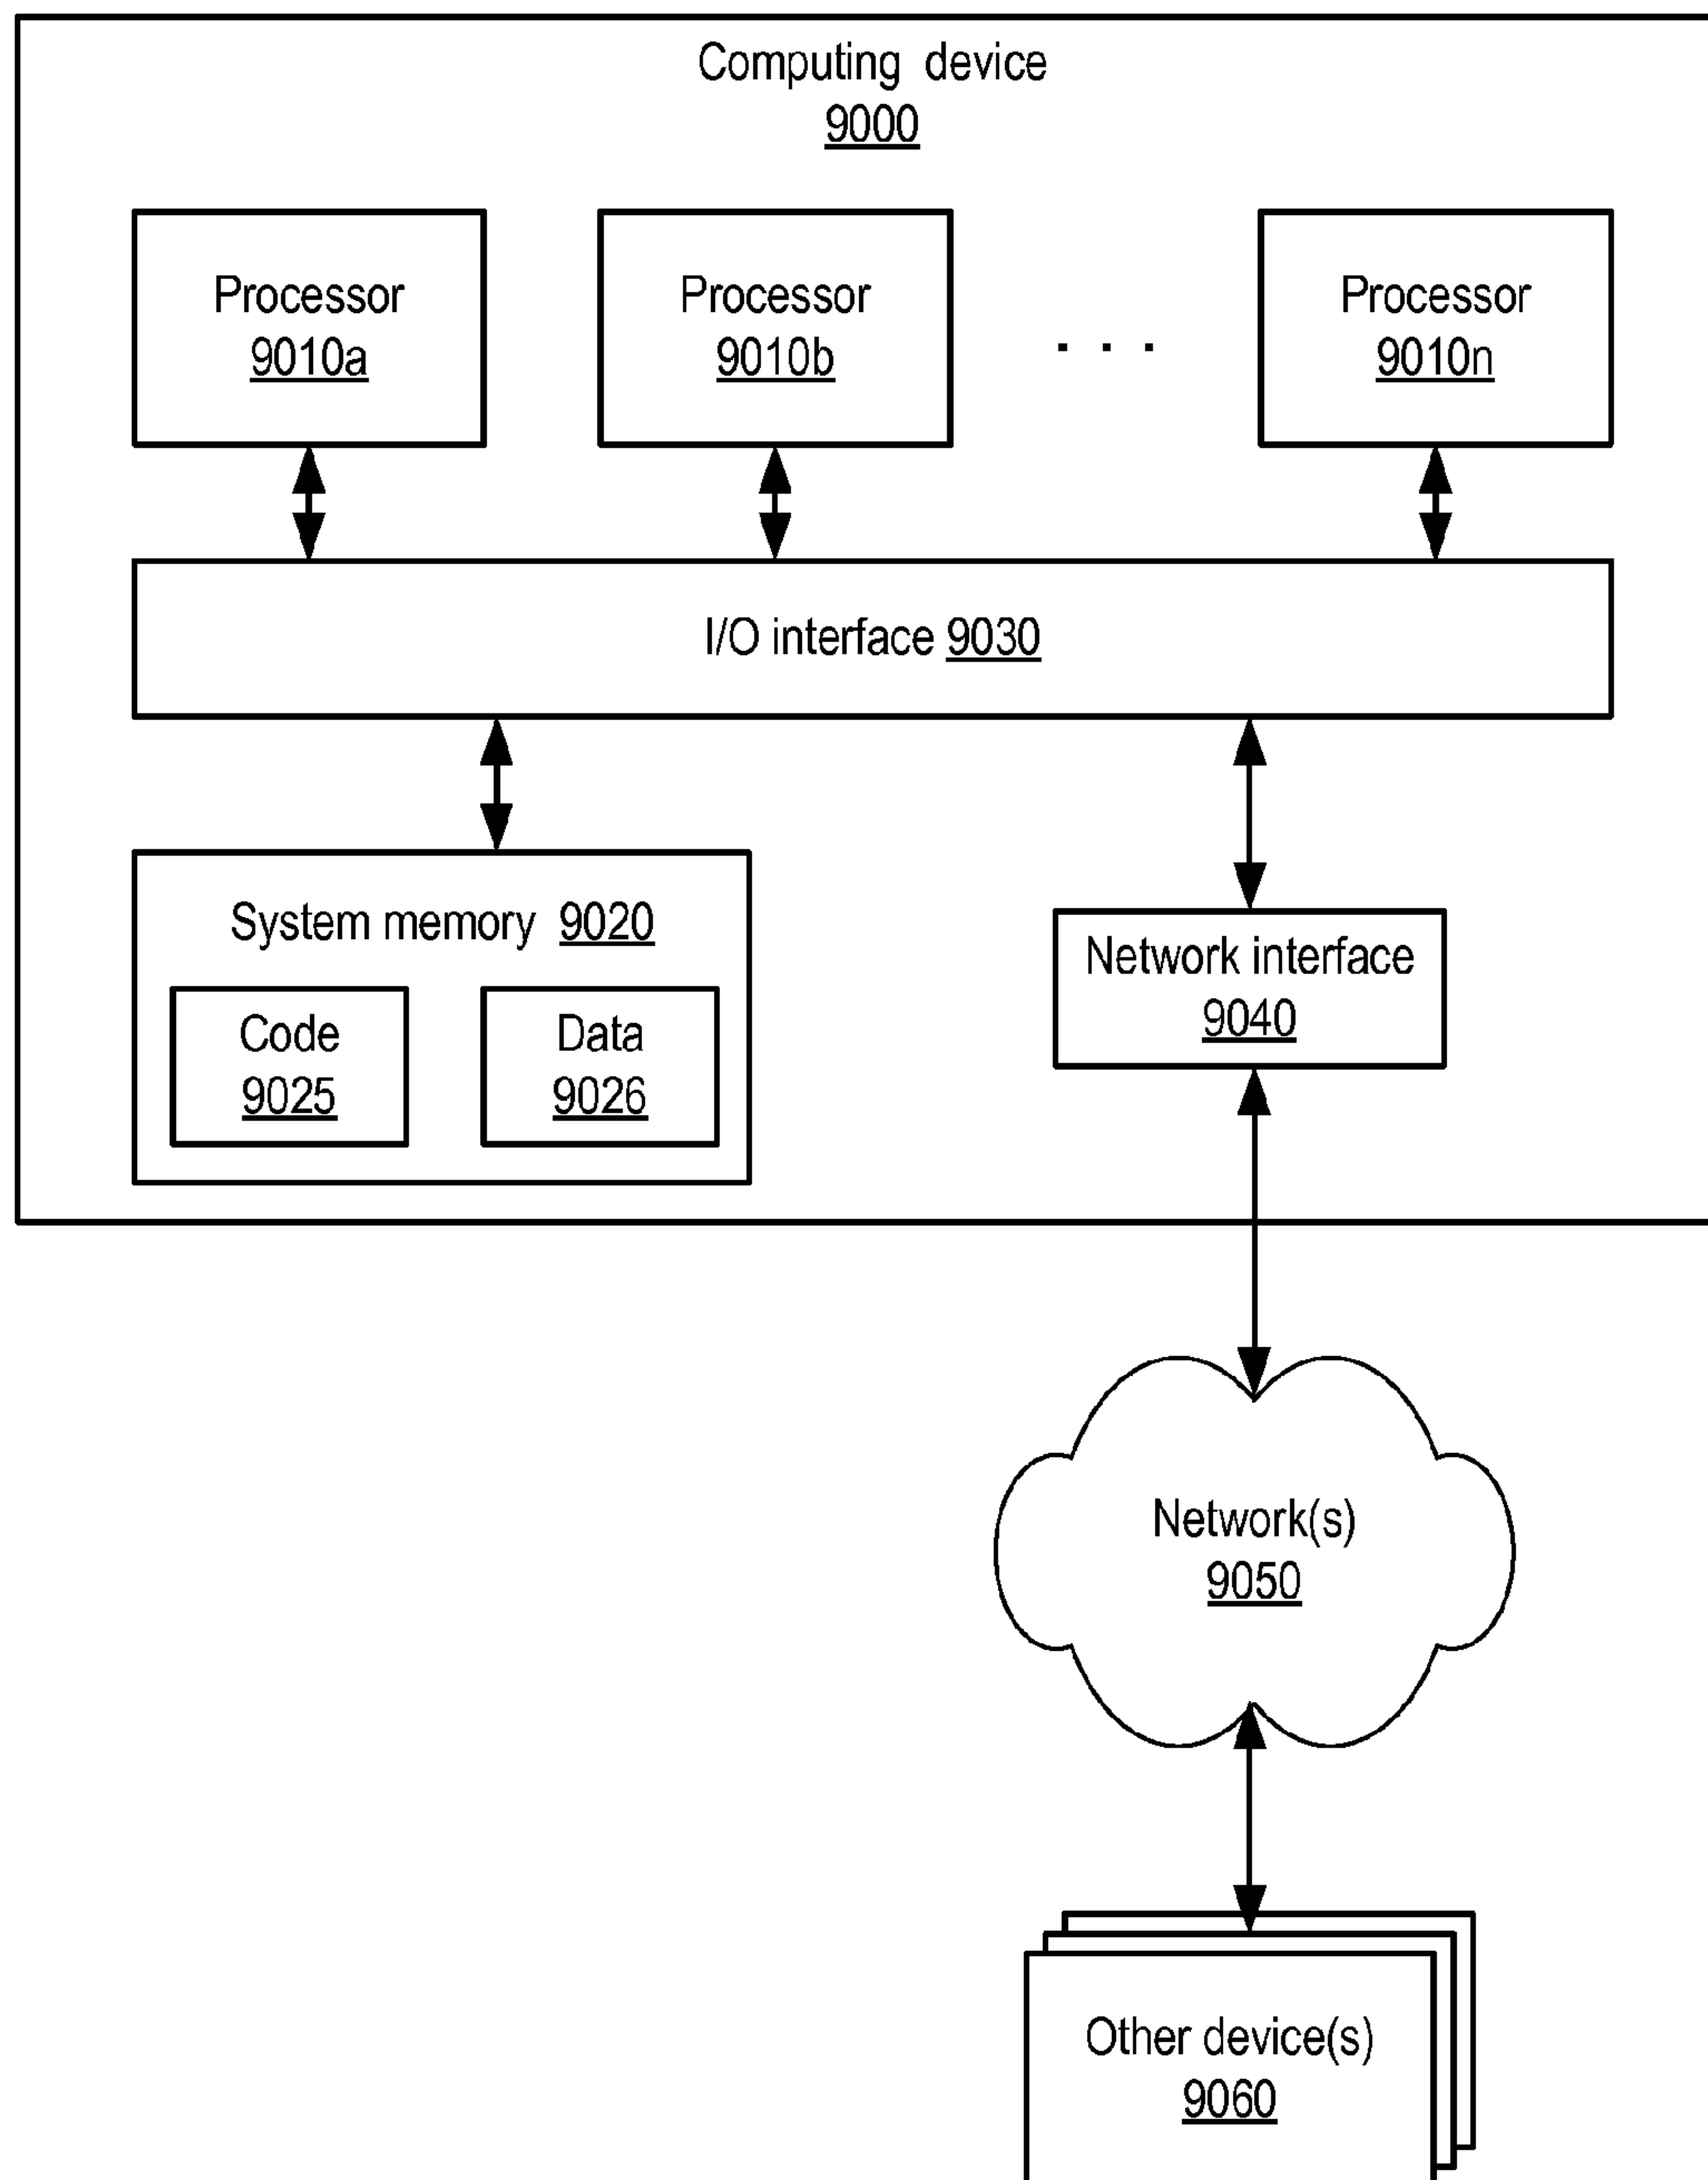 Computing device
9000
Processor
9010a
Processor
9010b
. . .
Processor
9010n
I/O interface 9030
System memory 9020
Code
9025
Data
9026
Network interface
9040
Network(s)
9050
Other device(s)
9060